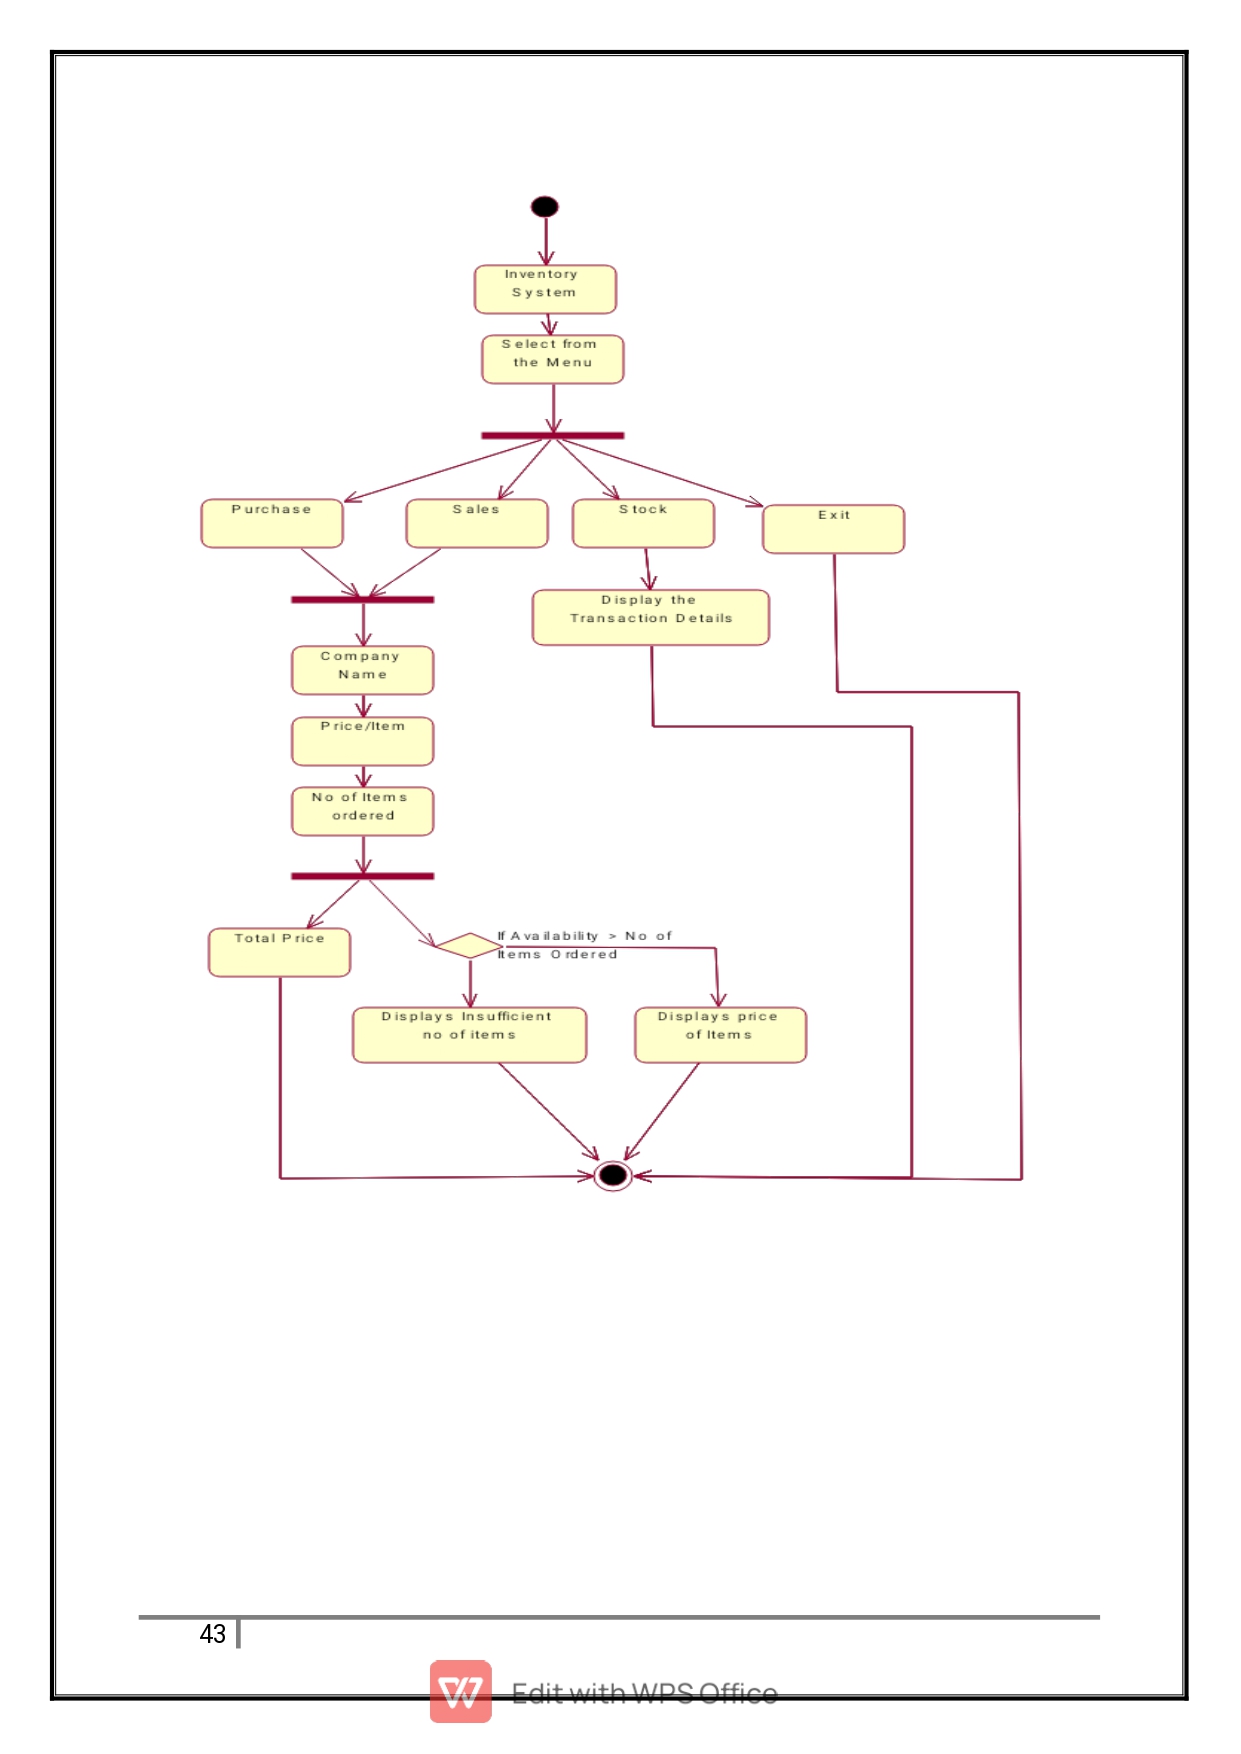 Inventory
System
Select from
the Menu
Purchase
Sales
Stock
Exit
Display the
Transaction Details
Company
Name
Price/Item
No of Items
ordered
Total Price
If Availability > No of
Items Ordered
Displays Insufficient
no of items
Displays price
of Items
43
Edit with WPS Office